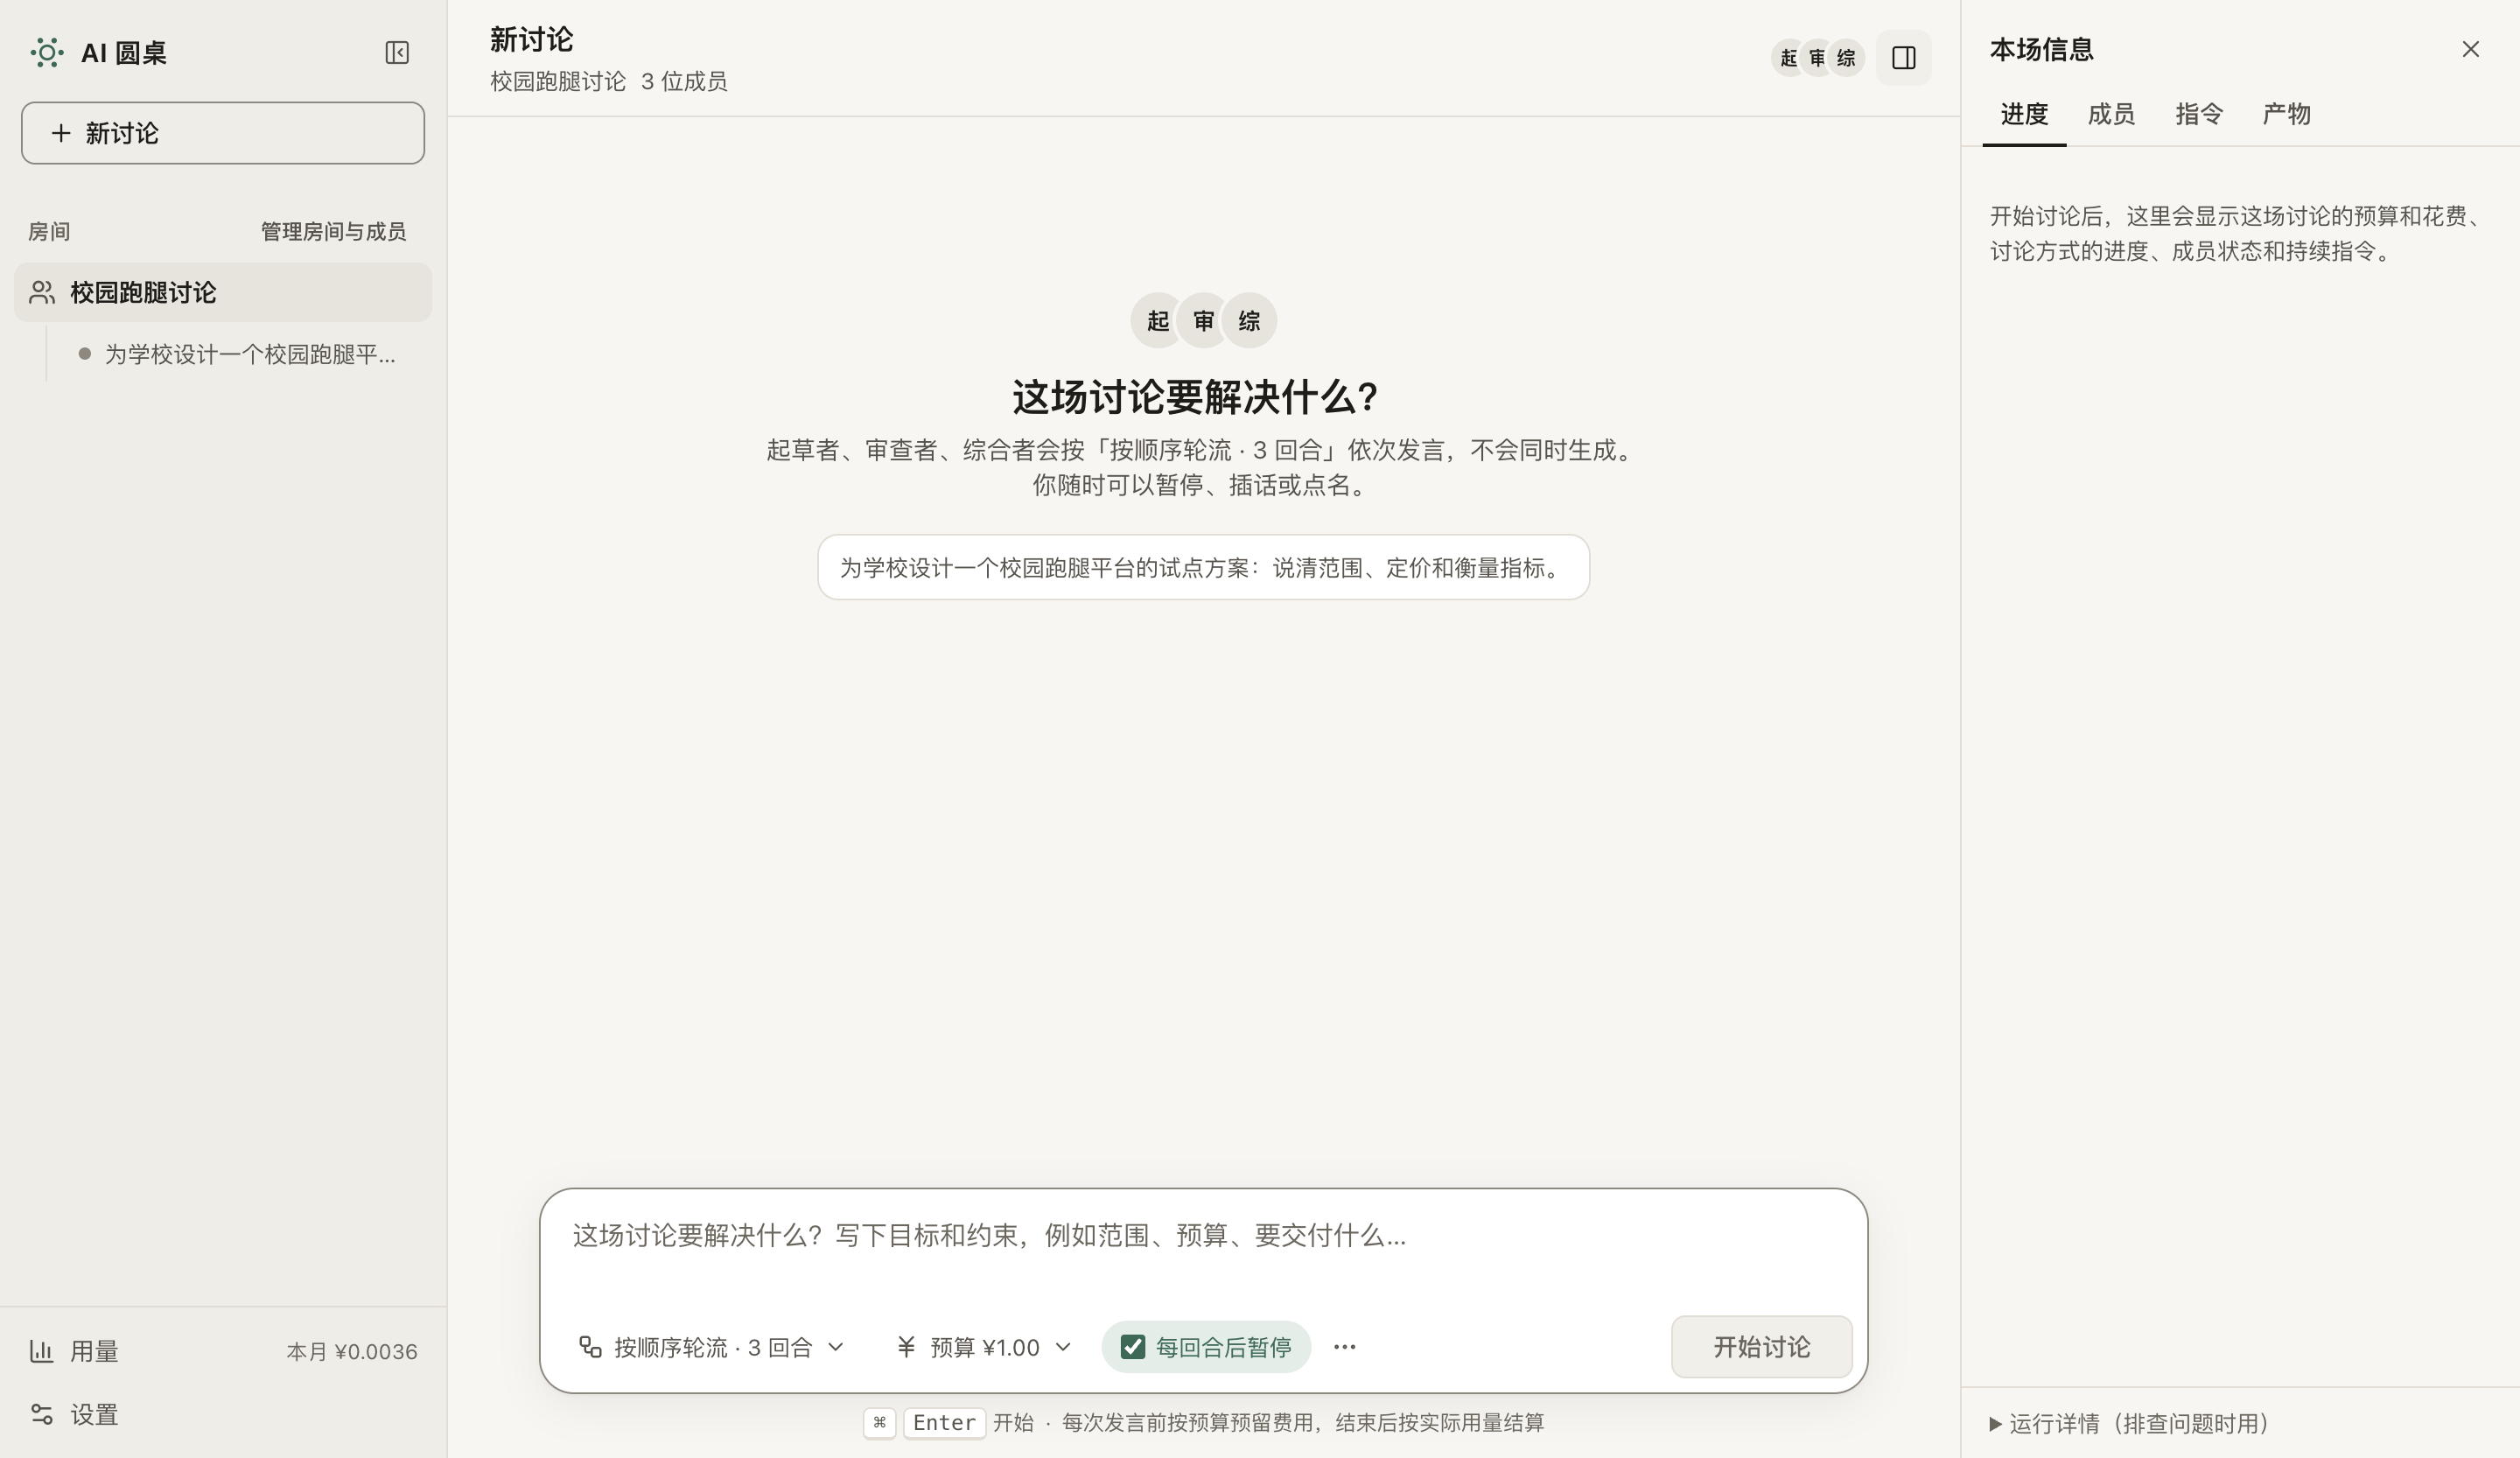 AI 圆桌
新讨论
房间
管理房间与成员
校园跑腿讨论
为学校设计一个校园跑腿平...
用量
本月 ¥0.0036
设置
新讨论
校园跑腿讨论 3 位成员
起
审
综
起
审
综
这场讨论要解决什么?
起草者、审查者、综合者会按「按顺序轮流 · 3 回合」依次发言，不会同时生成。
你随时可以暂停、插话或点名。
为学校设计一个校园跑腿平台的试点方案：说清范围、定价和衡量指标。
这场讨论要解决什么？写下目标和约束，例如范围、预算、要交付什么...
按顺序轮流 · 3 回合
预算 ¥1.00
每回合后暂停
开始讨论
⌘ Enter 开始 · 每次发言前按预算预留费用，结束后按实际用量结算
本场信息
进度
成员
指令
产物
开始讨论后，这里会显示这场讨论的预算和花费、
讨论方式的进度、成员状态和持续指令。
运行详情（排查问题时用）